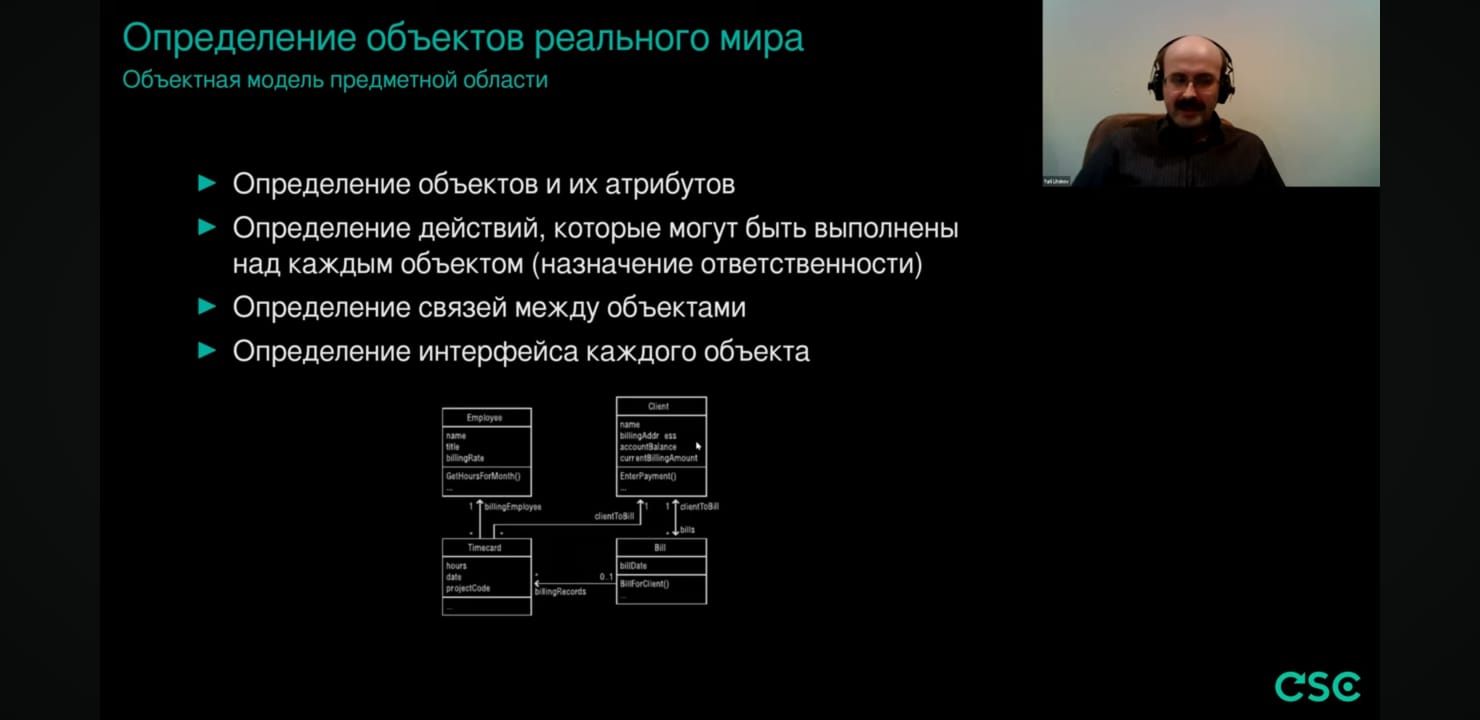 Определение объектов реального мира
Объектная модель предметной области
Определение объектов и их атрибутов
Определение действий, которые могут быть выполнены
над каждым объектом (назначение ответственности)
Определение связей между объектами
Определение интерфейса каждого объекта
Employee
name
title
billingRate
GetHoursForMonth()
...
Client
name
billingAddr ess
accountBalance
currentBillingAmount
EnterPayment()
...
1 billingEmployee
clientToBill 1
1 clientToBill
* *
* bills
Timecard
hours
date
projectCode
...
* 0..1
billingRecords
Bill
billDate
BillForClient()
...
CSC